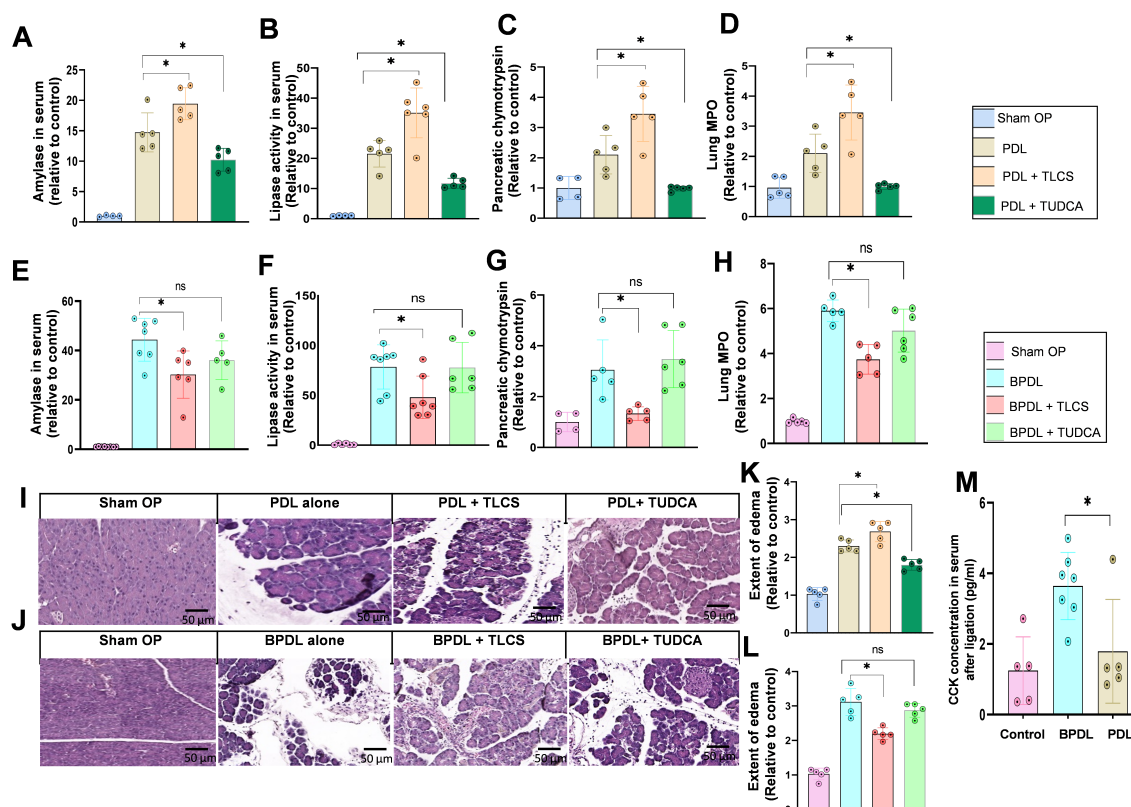 A
Amylase in serum
(relative to control)
25
20
15
10
5
0
*
*
B
Lipase activity in serum
(Relative to control)
50
40
30
20
10
0
*
*
C
Pancreatic chymotrypsin
(Relative to control)
6
4
2
0
*
*
D
Lung MPO
(Relative to control)
6
4
2
0
*
*
Sham OP
PDL
PDL + TLCS
PDL + TUDCA
E
Amylase in serum
(relative to control)
60
40
20
0
*
ns
F
Lipase activity in serum
(Relative to control)
150
100
50
0
*
ns
G
Pancreatic chymotrypsin
(Relative to control)
6
4
2
0
*
ns
H
Lung MPO
(Relative to control)
8
6
4
2
0
*
ns
Sham OP
BPDL
BPDL + TLCS
BPDL + TUDCA
I
Sham OP
PDL alone
PDL + TLCS
PDL+ TUDCA
50 µm
50 µm
50 µm
50 µm
J
Sham OP
BPDL alone
BPDL + TLCS
BPDL+ TUDCA
50 µm
50 µm
50 µm
50 µm
K
Extent of edema
(Relative to control)
4
3
2
1
0
*
*
L
Extent of edema
(Relative to control)
4
3
2
1
0
*
ns
M
CCK concentration in serum
after ligation (pg/ml)
6
4
2
0
*
Control
BPDL
PDL